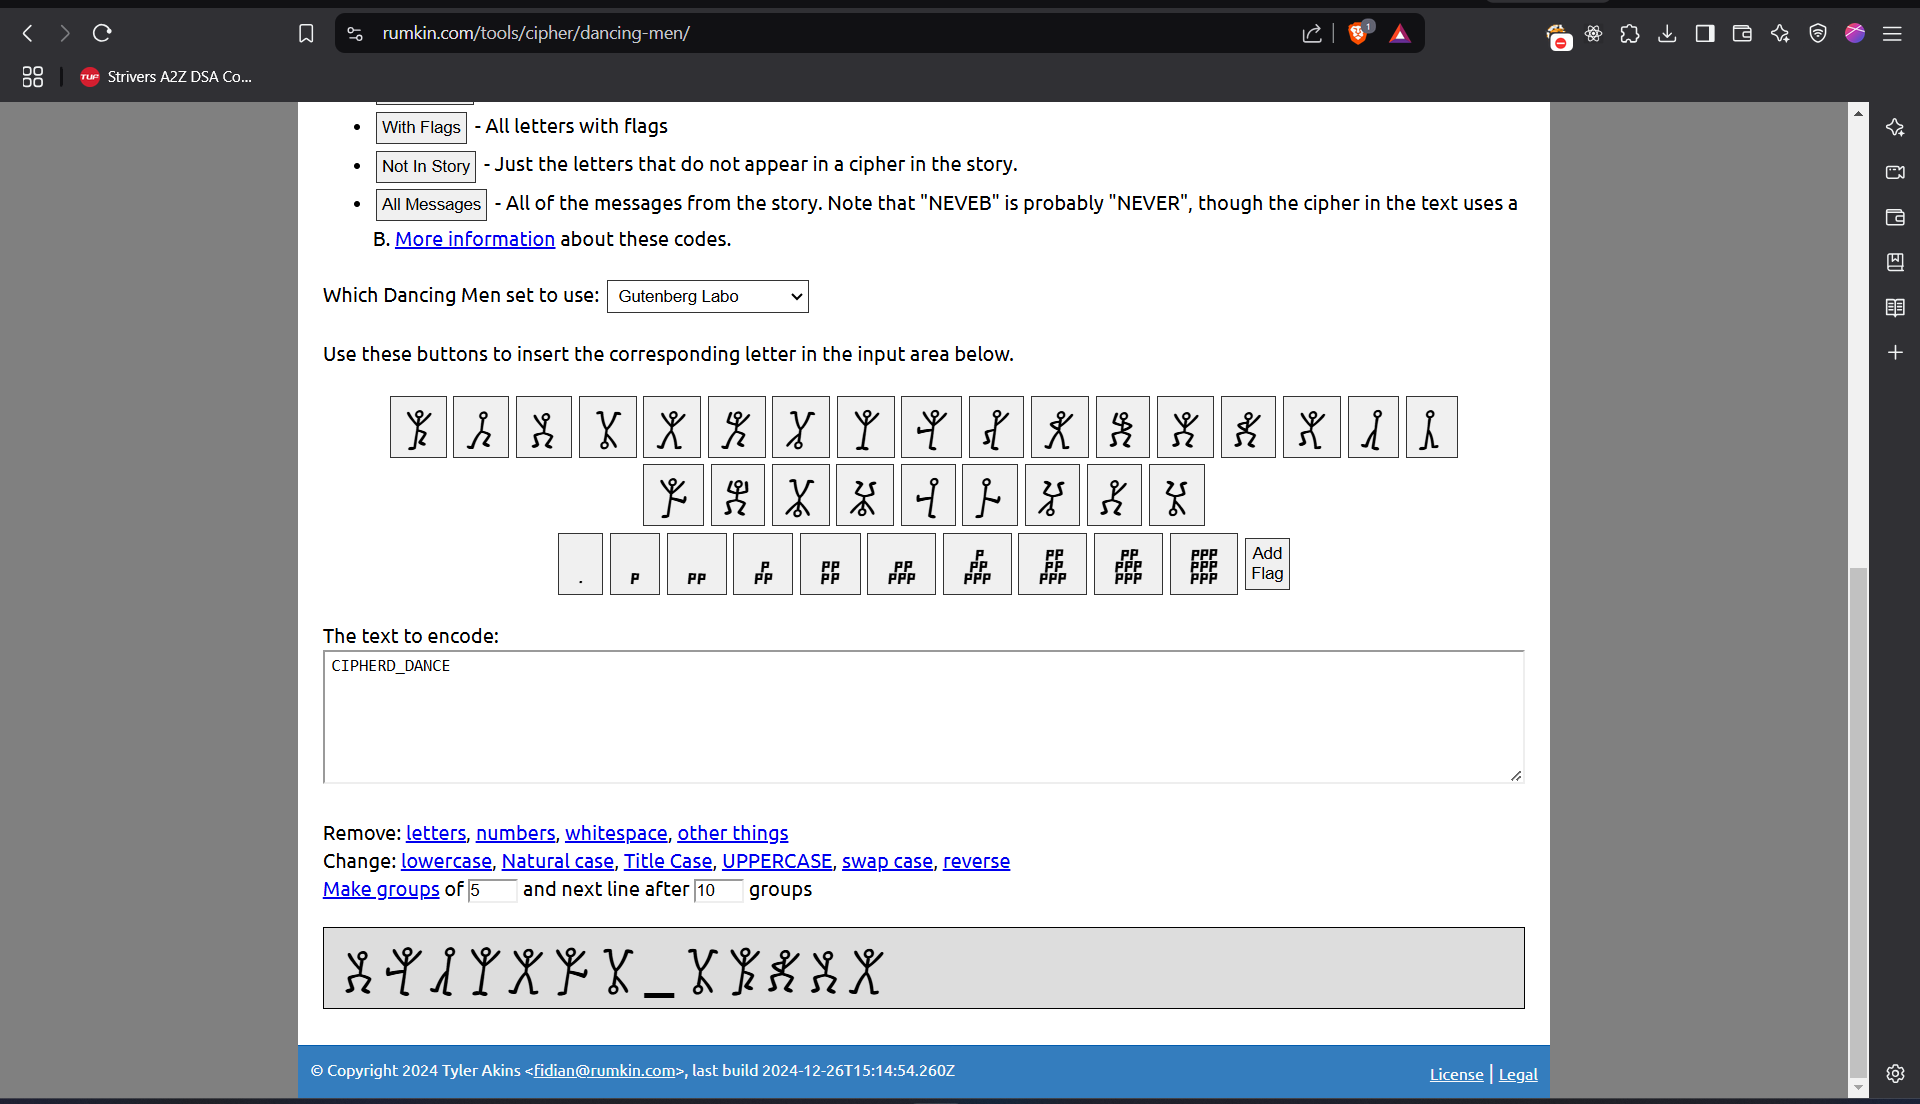 rumkin.com/tools/cipher/dancing-men/
1
TUF Strivers A2Z DSA Co...
With Flags - All letters with flags
Not In Story - Just the letters that do not appear in a cipher in the story.
All Messages - All of the messages from the story. Note that "NEVEB" is probably "NEVER", though the cipher in the text uses a
B. More information about these codes.
Which Dancing Men set to use: Gutenberg Labo
Use these buttons to insert the corresponding letter in the input area below.
. P PP P PP PP PP PP PPP P PP PPP PP PP PPP PP PPP PPP PPP PPP PPP Add
Flag
The text to encode:
CIPHERD_DANCE
Remove: letters, numbers, whitespace, other things
Change: lowercase, Natural case, Title Case, UPPERCASE, swap case, reverse
Make groups of 5 and next line after 10 groups
_
© Copyright 2024 Tyler Akins <fidian@rumkin.com>, last build 2024-12-26T15:14:54.260Z
License | Legal